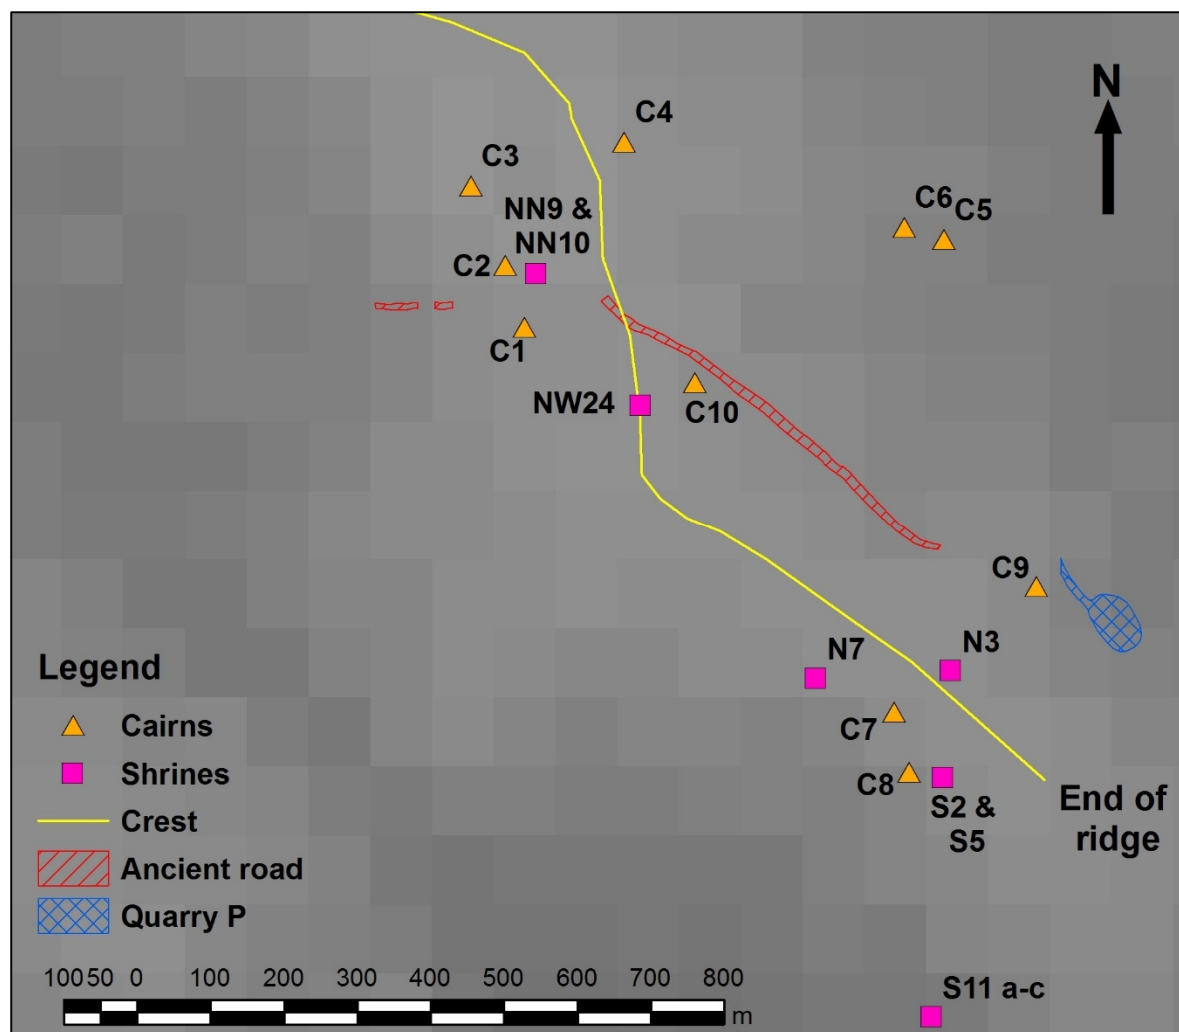 N
C4
C3
C6
C5
NN9 &
NN10
C2
C1
NW24
C10
C9
N7
N3
C7
C8
S2 &
S5
End of
ridge
Legend
Cairns
Shrines
Crest
Ancient road
Quarry P
100 50 0 100 200 300 400 500 600 700 800
m
S11 a-c